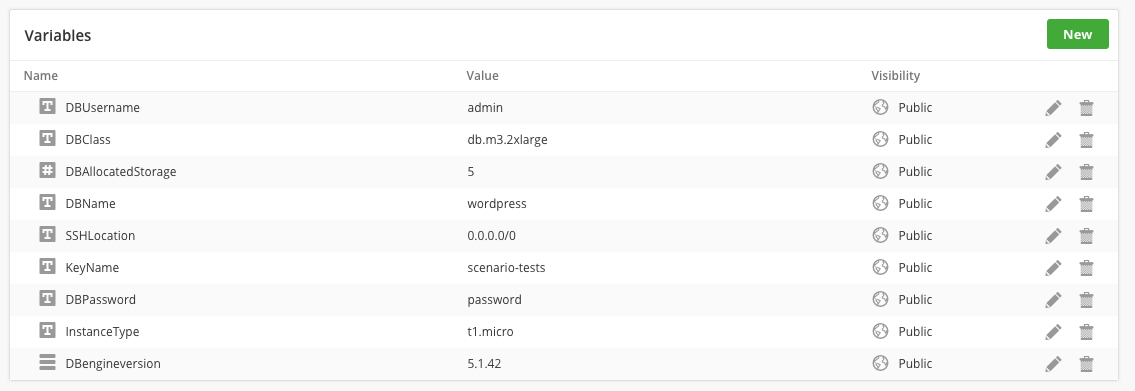 Variables New
Name Value Visibility
T DBUsername admin Public
T DBClass db.m3.2xlarge Public
# DBAllocatedStorage 5 Public
T DBName wordpress Public
T SSHLocation 0.0.0.0/0 Public
T KeyName scenario-tests Public
T DBPassword password Public
T InstanceType t1.micro Public
DBengineversion 5.1.42 Public